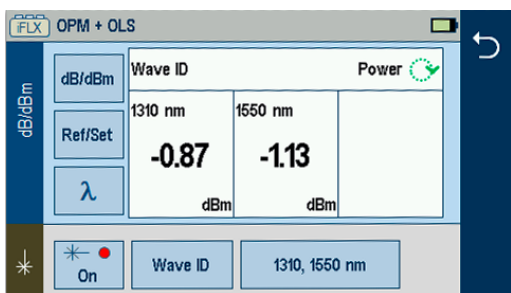 iFLX OPM + OLS
dB/dBm
dB/dBm
Ref/Set
λ
Wave ID Power
1310 nm 1550 nm
-0.87 -1.13
dBm dBm
On
Wave ID
1310, 1550 nm